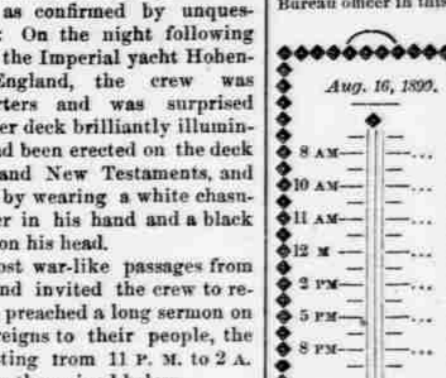 as confirmed by unques-
: On the night following
the Imperial yacht Hohen-
England, the crew was
rters and was surprised
er deck brilliantly illumin-
ad been erected on the deck
and New Testaments, and
by wearing a white chasu-
er in his hand and a black
on his head.
ost war-like passages from
nd invited the crew to re-
preached a long sermon on
reigns to their people, the
ting from 11 P. M. to 2 A.
Bureau officer in this
Aug. 16, 1899.
8 AM
10 AM
11 AM
12 M
2 PM
5 PM
8 PM